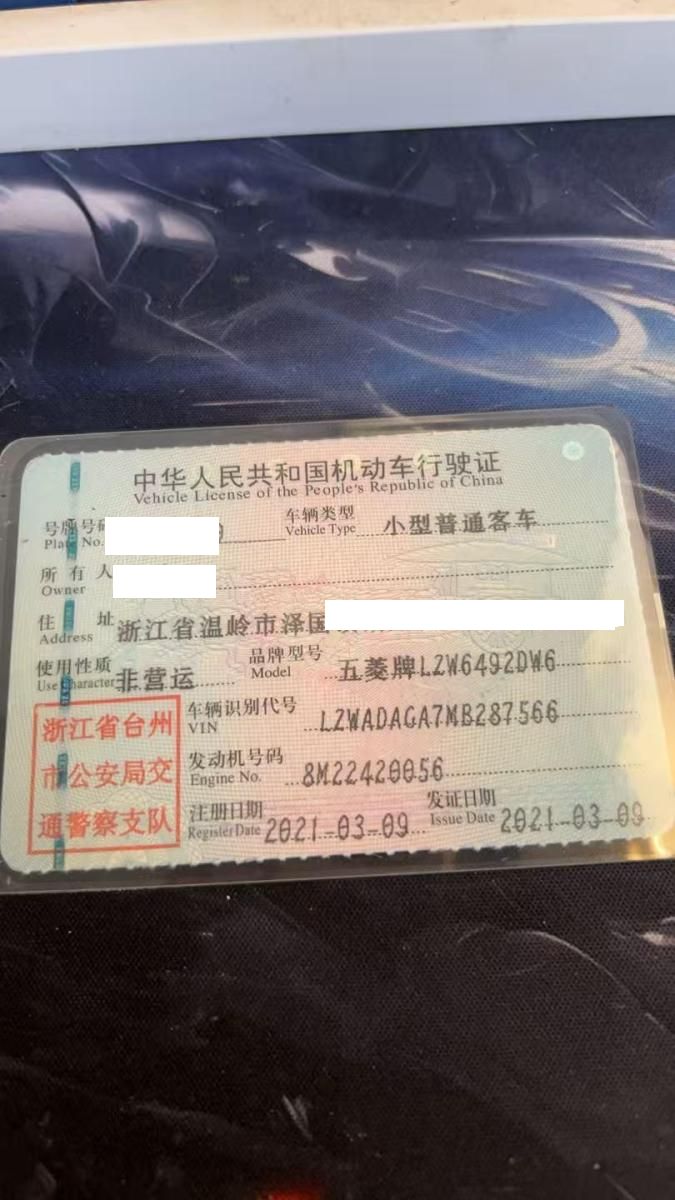 中华人民共和国机动车行驶证
Vehicle License of the People's Republic of China
号牌号码 车辆类型 小型普通客车
Plate No. Vehicle Type
所有人
Owner
住址 浙江省温岭市泽国
Address
使用性质 非营运 品牌型号 五菱牌LZW6492DW6
Use Character Model
浙江省台州 车辆识别代号 LZWADAGA7MB287566
VIN
市公安局交 发动机号码 8M22420056
Engine No.
通警察支队 注册日期 2021-03-09 发证日期 2021-03-09
Register Date Issue Date